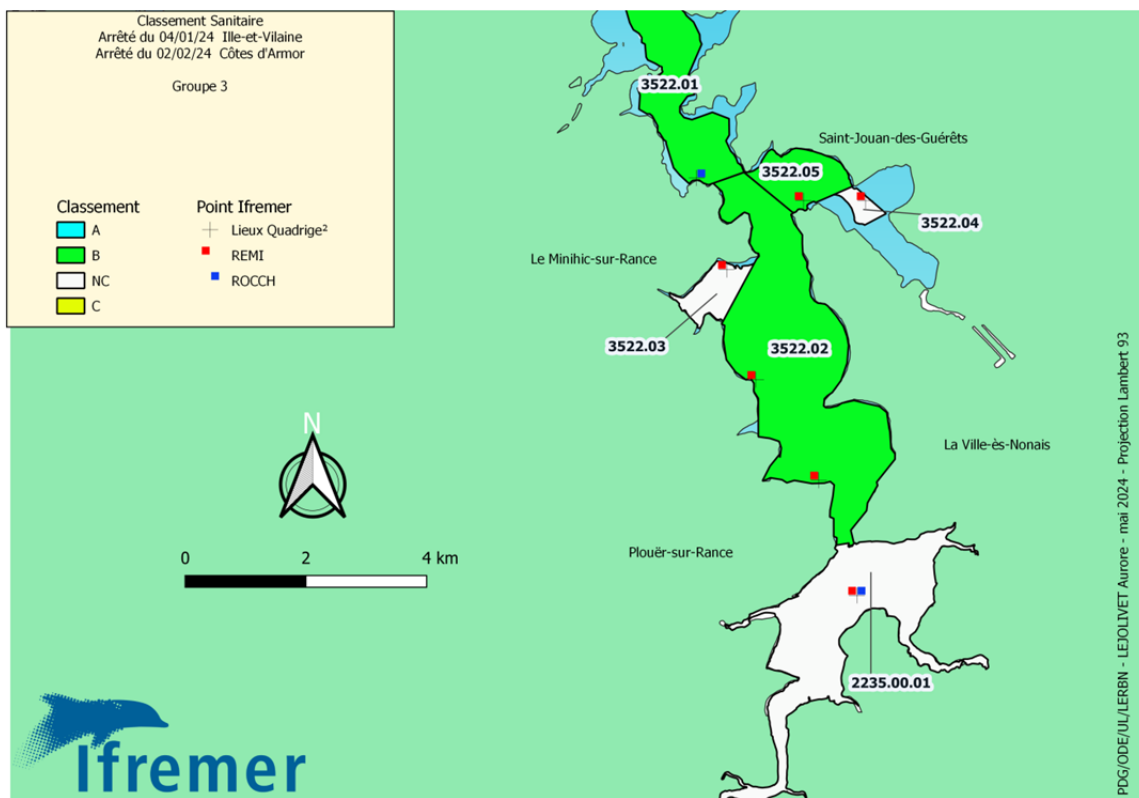 Classement Sanitaire
Arrêté du 04/01/24 Ille-et-Vilaine
Arrêté du 02/02/24 Côtes d'Armor
Groupe 3
Classement
A
B
NC
C
Point Ifremer
Lieux Quadrige²
REMI
ROCCH
3522.01
Saint-Jouan-des-Guérêts
3522.05
3522.04
Le Minihic-sur-Rance
3522.03
3522.02
La Ville-ès-Nonais
N
0 2 4 km
Plouër-sur-Rance
2235.00.01
Ifremer
PDG/ODE/UL/LERBN - LEJOLIVET Aurore - mai 2024 - Projection Lambert 93